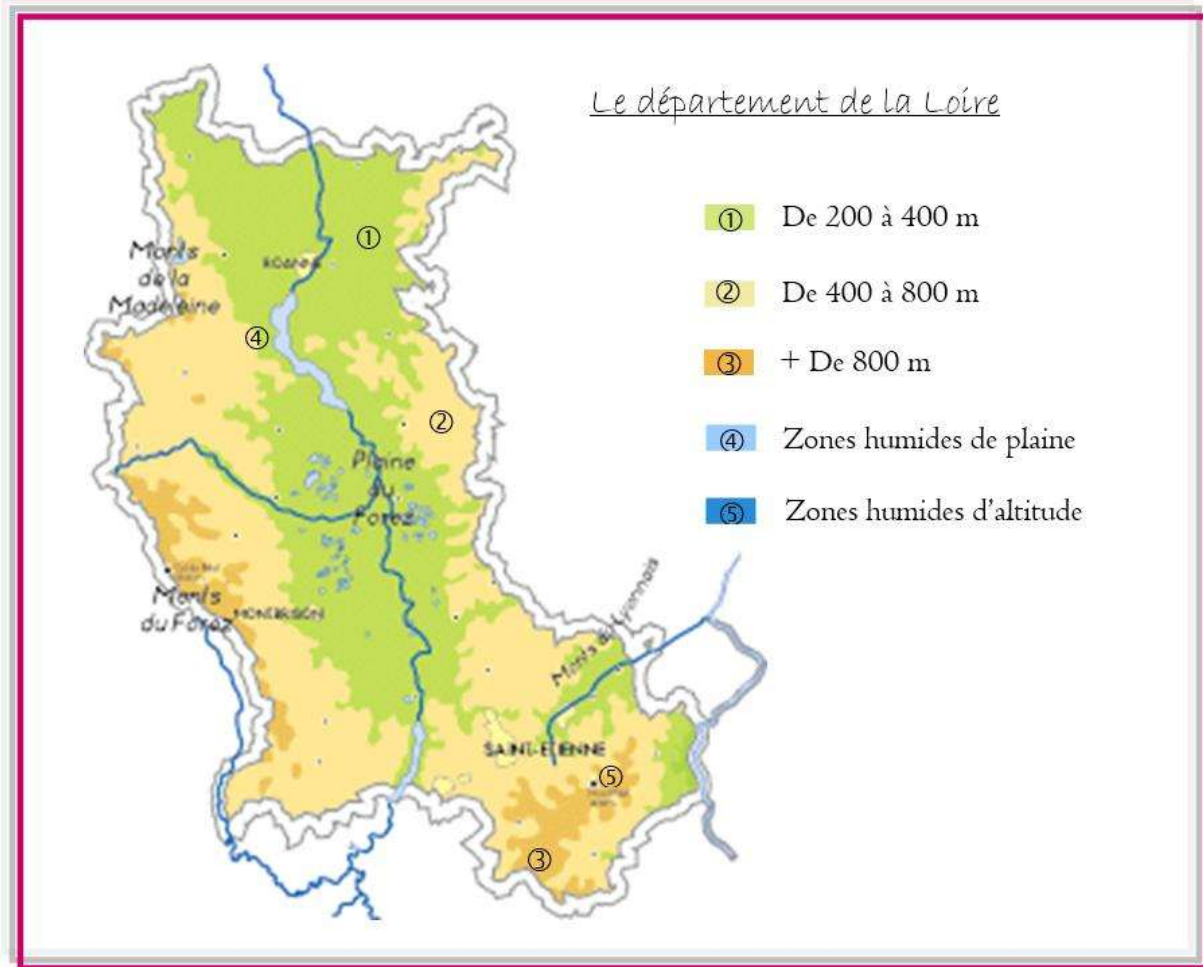 Le département de la Loire
① De 200 à 400 m
② De 400 à 800 m
③ + De 800 m
④ Zones humides de plaine
⑤ Zones humides d'altitude
①
Monts
de la
Madeleine
ROANNE
④
②
Plaine
du
Forez
Monts
du Forez
MONTBRISON
Monts du Lyonnais
SAINT-ETIENNE
⑤
③